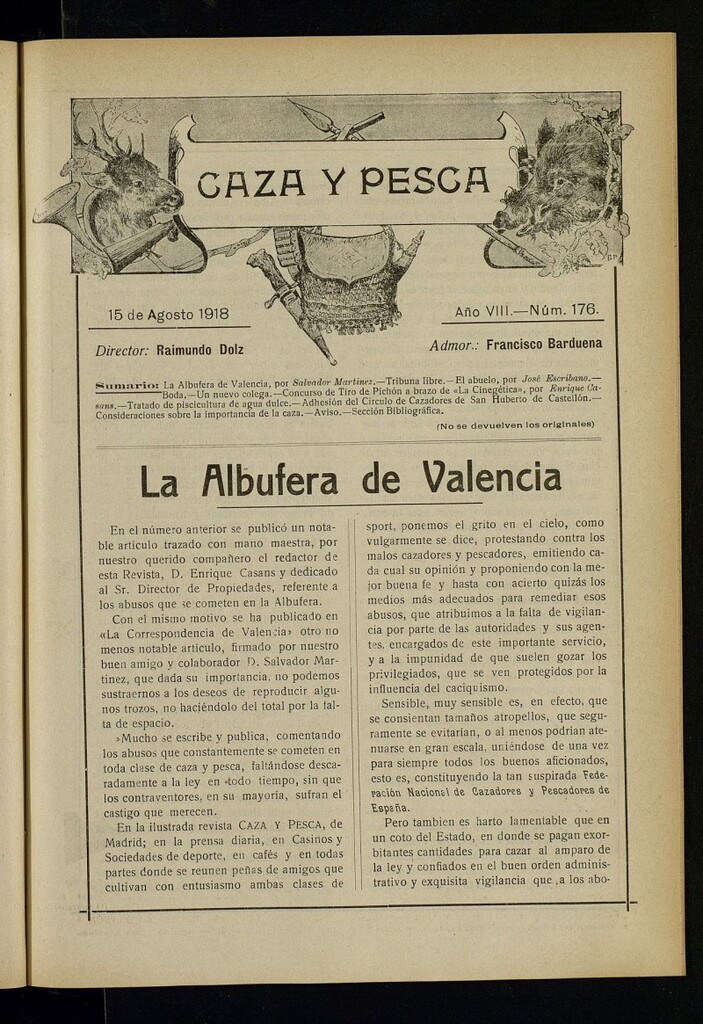 CAZA Y PESCA
15 de Agosto 1918
Año VIII.—Núm. 176.
Director: Raimundo Dolz
Admor.: Francisco Barduena
Sumario: La Albufera de Valencia, por Salvador Martinez.—Tribuna libre.—El abuelo, por José Escribano.—
Boda.—Un nuevo colega.—Concurso de Tiro de Pichón a brazo de «La Cinegética», por Enrique Ca-
sans.—Tratado de piscicultura de agua dulce.—Adhesión del Círculo de Cazadores de San Huberto de Castellón.—
Consideraciones sobre la importancia de la caza.—Aviso.—Sección Bibliográfica.
(No se devuelven los originales)
La Albufera de Valencia
En el número anterior se publicó un nota-
ble articulo trazado con mano maestra, por
nuestro querido compañero el redactor de
esta Revista, D. Enrique Casans y dedicado
al Sr. Director de Propiedades, referente a
los abusos que se cometen en la Albufera.
Con el mismo motivo se ha publicado en
«La Correspondencia de Valencia» otro no
menos notable articulo, firmado por nuestro
buen amigo y colaborador D. Salvador Mar-
tinez, que dada su importancia, no podemos
sustraernos a los deseos de reproducir algu-
nos trozos, no haciéndolo del total por la fal-
ta de espacio.
»Mucho se escribe y publica, comentando
los abusos que constantemente se cometen en
toda clase de caza y pesca, faltándose desca-
radamente a la ley en «todo tiempo, sin que
los contraventores, en su mayoría, sufran el
castigo que merecen.
En la ilustrada revista CAZA Y PESCA, de
Madrid; en la prensa diaria, en Casinos y
Sociedades de deporte, en cafés y en todas
partes donde se reunen peñas de amigos que
cultivan con entusiasmo ambas clases de
sport, ponemos el grito en el cielo, como
vulgarmente se dice, protestando contra los
malos cazadores y pescadores, emitiendo ca-
da cual su opinión y proponiendo con la me-
jor buena fe y hasta con acierto quizás los
medios más adecuados para remediar esos
abusos, que atribuimos a la falta de vigilan-
cia por parte de las autoridades y sus agen-
tes, encargados de este importante servicio,
y a la impunidad de que suelen gozar los
privilegiados, que se ven protegidos por la
influencia del caciquismo.
Sensible, muy sensible es, en efecto, que
se consientan tamaños atropellos, que segu-
ramente se evitarían, o al menos podrían ate-
nuarse en gran escala, uniéndose de una vez
para siempre todos los buenos aficionados,
esto es, constituyendo la tan suspirada Fede-
ración Nacional de Cazadores y Pescadores de
España.
Pero tambien es harto lamentable que en
un coto del Estado, en donde se pagan exor-
bitantes cantidades para cazar al amparo de
la ley y confiados en el buen orden adminis-
trativo y exquisita vigilancia que a los abo-